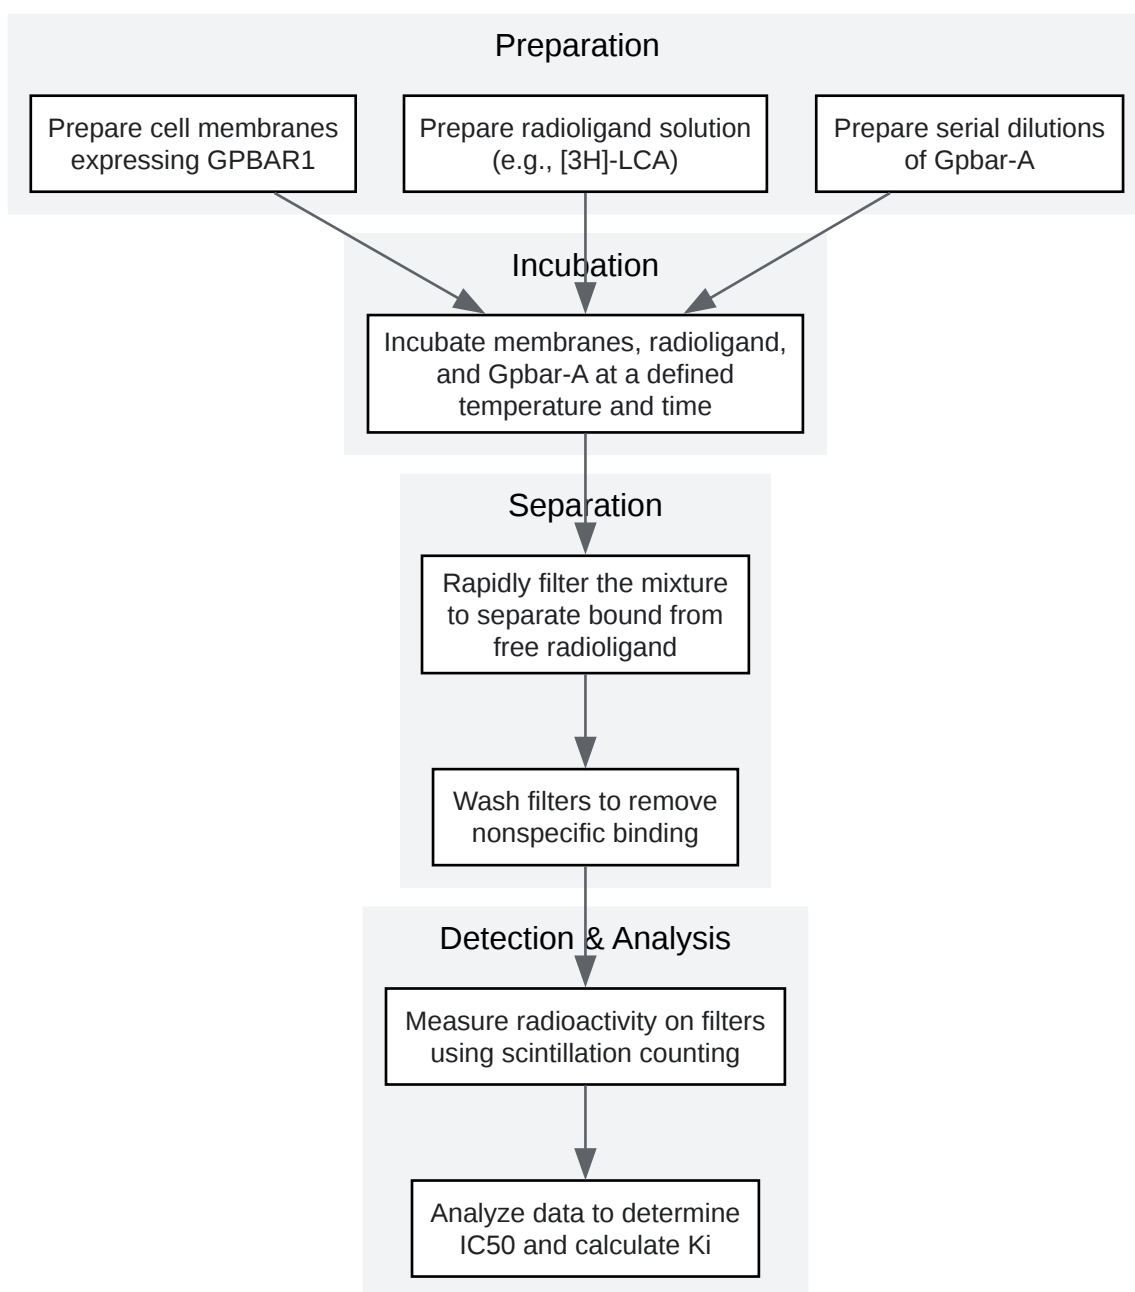 Preparation
Prepare cell membranes
expressing GPBAR1
Prepare radioligand solution
(e.g., [3H]-LCA)
Prepare serial dilutions
of Gpbar-A
Incubation
Incubate membranes, radioligand,
and Gpbar-A at a defined
temperature and time
Separation
Rapidly filter the mixture
to separate bound from
free radioligand
Wash filters to remove
nonspecific binding
Detection & Analysis
Measure radioactivity on filters
using scintillation counting
Analyze data to determine
IC50 and calculate Ki